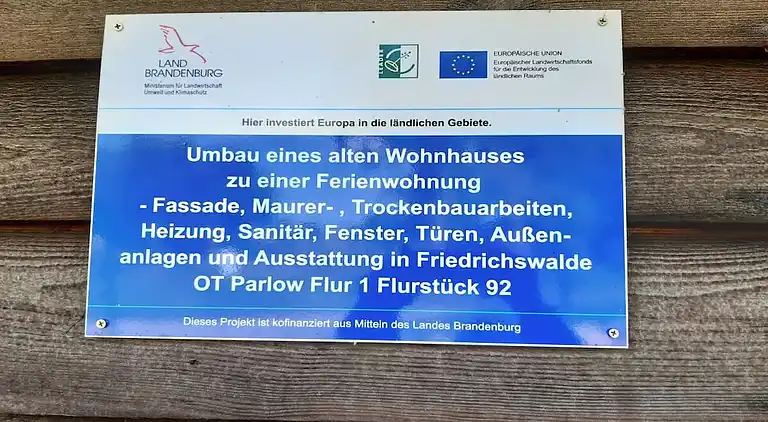 LAND
BRANDENBURG
Ministerium für Landwirtschaft
Umwelt und Klimaschutz
LEADER
EUROPÄISCHE UNION
Europäischer Landwirtschaftsfonds
für die Entwicklung des
ländlichen Raums
Hier investiert Europa in die ländlichen Gebiete.
Umbau eines alten Wohnhauses
zu einer Ferienwohnung
- Fassade, Maurer- , Trockenbauarbeiten,
Heizung, Sanitär, Fenster, Türen, Außen-
anlagen und Ausstattung in Friedrichswalde
OT Parlow Flur 1 Flurstück 92
Dieses Projekt ist kofinanziert aus Mitteln des Landes Brandenburg